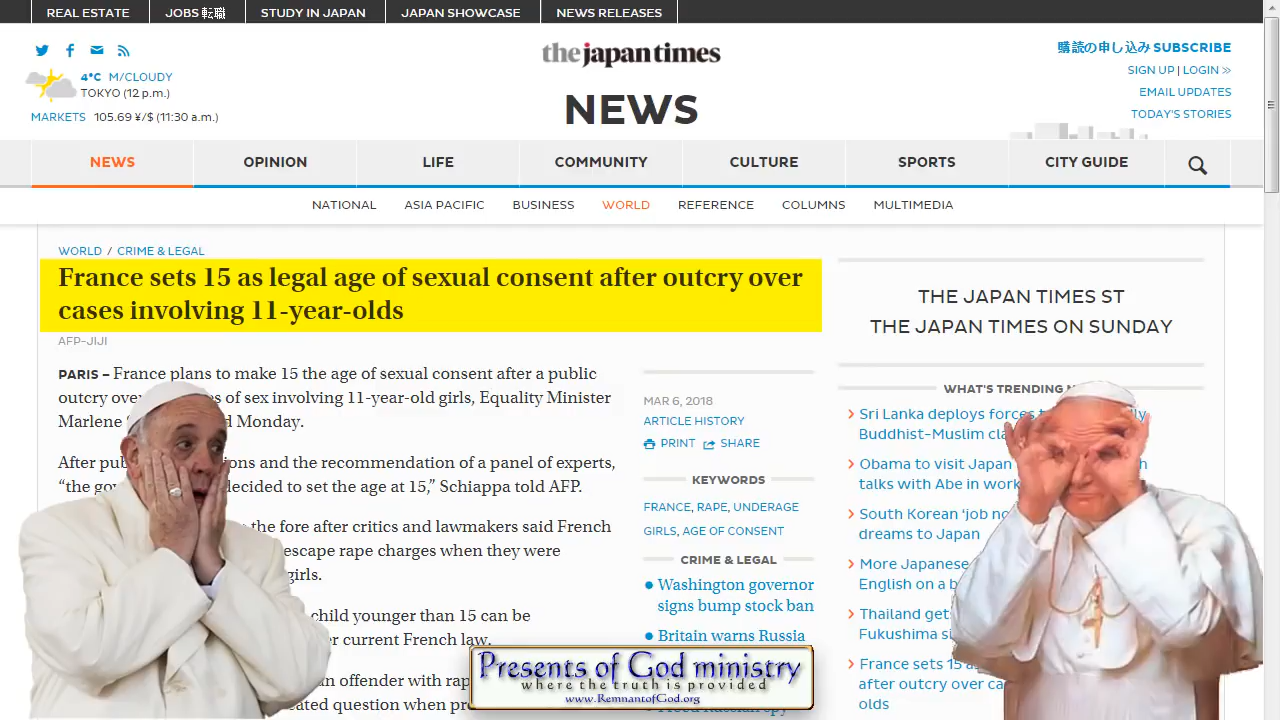 REAL ESTATE
JOBS 転職
STUDY IN JAPAN
JAPAN SHOWCASE
NEWS RELEASES
the japan times
NEWS
購読の申し込み SUBSCRIBE
SIGN UP | LOGIN »
EMAIL UPDATES
TODAY'S STORIES
4°C M/CLOUDY
TOKYO (12 p.m.)
MARKETS 105.69 ¥/$ (11:30 a.m.)
NEWS
OPINION
LIFE
COMMUNITY
CULTURE
SPORTS
CITY GUIDE
NATIONAL
ASIA PACIFIC
BUSINESS
WORLD
REFERENCE
COLUMNS
MULTIMEDIA
WORLD / CRIME & LEGAL
France sets 15 as legal age of sexual consent after outcry over
cases involving 11-year-olds
AFP-JIJI
PARIS – France plans to make 15 the age of sexual consent after a public
outcry of sex involving 11-year-old girls, Equality Minister
Marlene Monday.
After and the recommendation of a panel of experts,
“the decided to set the age at 15,” Schiappa told AFP.
the fore after critics and lawmakers said French
escape rape charges when they were
girls.
child younger than 15 can be
current French law.
an offender with
question when
MAR 6, 2018
ARTICLE HISTORY
PRINT SHARE
KEYWORDS
FRANCE, RAPE, UNDERAGE
GIRLS, AGE OF CONSENT
CRIME & LEGAL
Washington governor
signs bump stock ban
Britain warns Russia
THE JAPAN TIMES ST
THE JAPAN TIMES ON SUNDAY
WHAT'S TRENDING
Sri Lanka deploys forces
Buddhist-Muslim
Obama to visit Japan
talks with Abe in
South Korean ‘job
dreams to Japan
More Japanese
English on a
Thailand
Fukushima
France sets 15
after outcry over
olds
Presents of God ministry
where the truth is provided
www.RemnantofGod.org